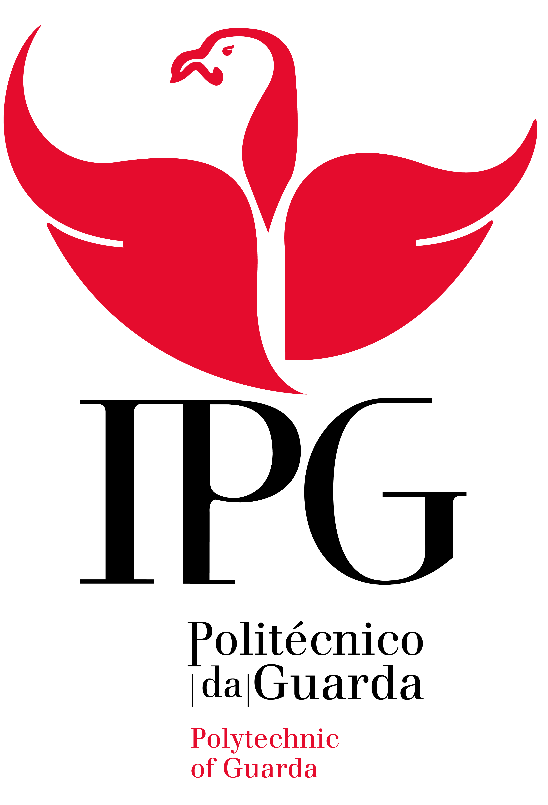 IPG
Politécnico
|da|Guarda
Polytechnic
of Guarda